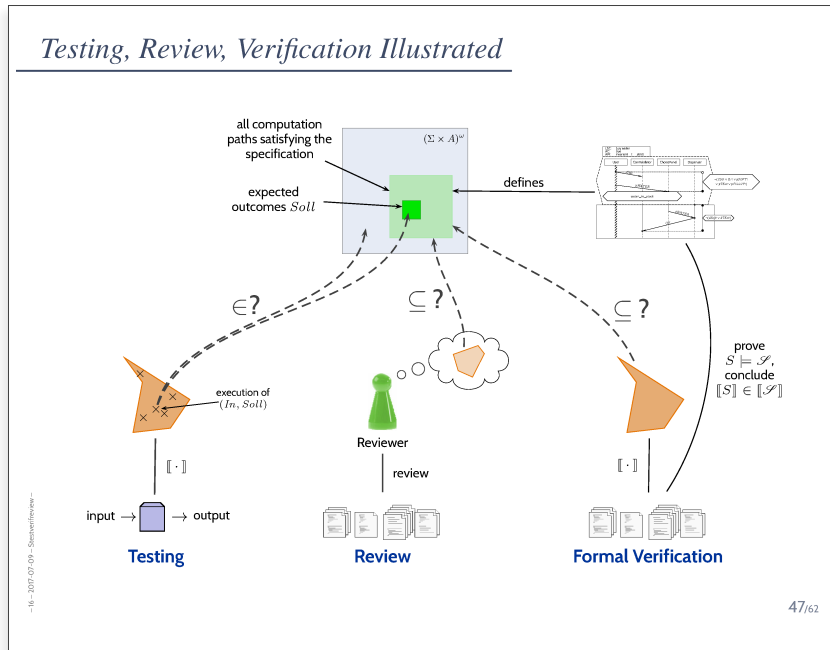 Testing, Review, Verification Illustrated
all computation
paths satisfying the
specification
(Σ × A)^ω
expected
outcomes Soll
defines
∈?
⊆ ?
⊆ ?
prove
S ⊨ 𝒮,
conclude
⟦S⟧ ∈ ⟦𝒮⟧
execution of
(In, Soll)
Reviewer
⟦ · ⟧
review
⟦ · ⟧
input
output
Testing
Review
Formal Verification
– 16 – 2017-07-09 – Stestverifreview –
47/62